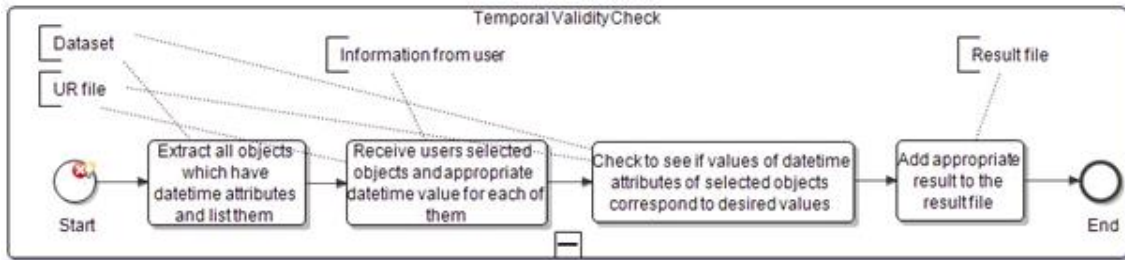 Temporal ValidityCheck
Dataset
Information from user
Result file
UR file
Extract all objects
which have
datetime attributes
and list them
Receive users selected
objects and appropriate
datetime value for each of
them
Check to see if values of datetime
attributes of selected objects
correspond to desired values
Add appropriate
result to the
result file
Start
End